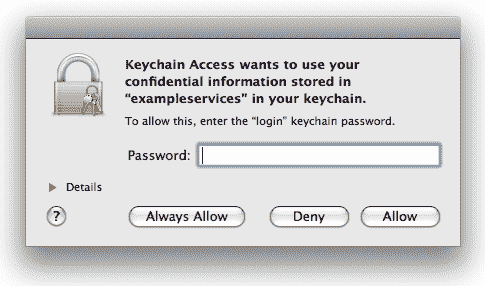 Keychain Access wants to use your
confidential information stored in
“exampleservices” in your keychain.
To allow this, enter the “login” keychain password.
Password:
Details
? Always Allow Deny Allow